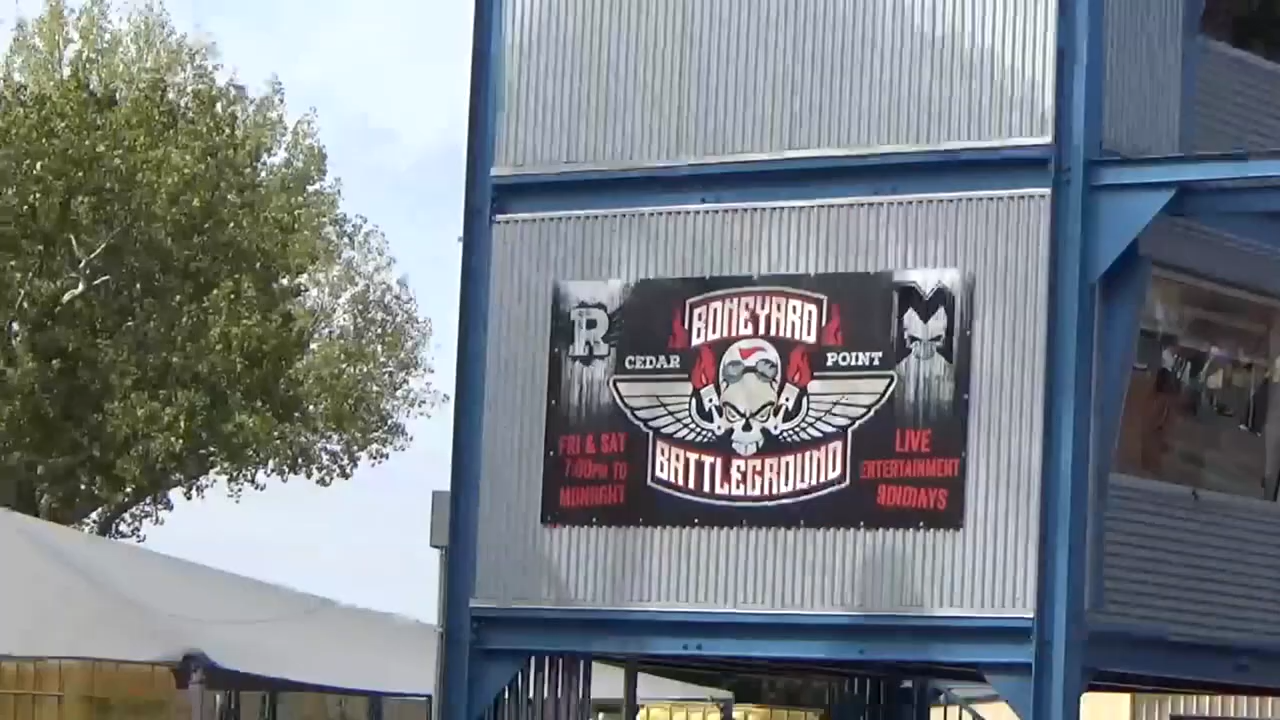 R
BONEYARD
CEDAR POINT
BATTLEGROUND
FRI & SAT
7:00PM TO
MIDNIGHT
LIVE
ENTERTAINMENT
SUNDAYS